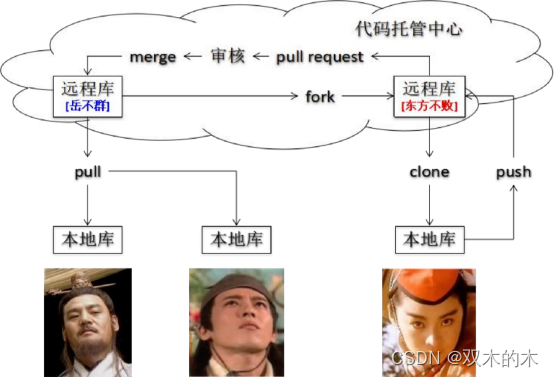 代码托管中心
merge
审核
pull request
远程库
[岳不群]
fork
远程库
[东方不败]
pull
clone
push
本地库
本地库
本地库
CSDN @双木的木